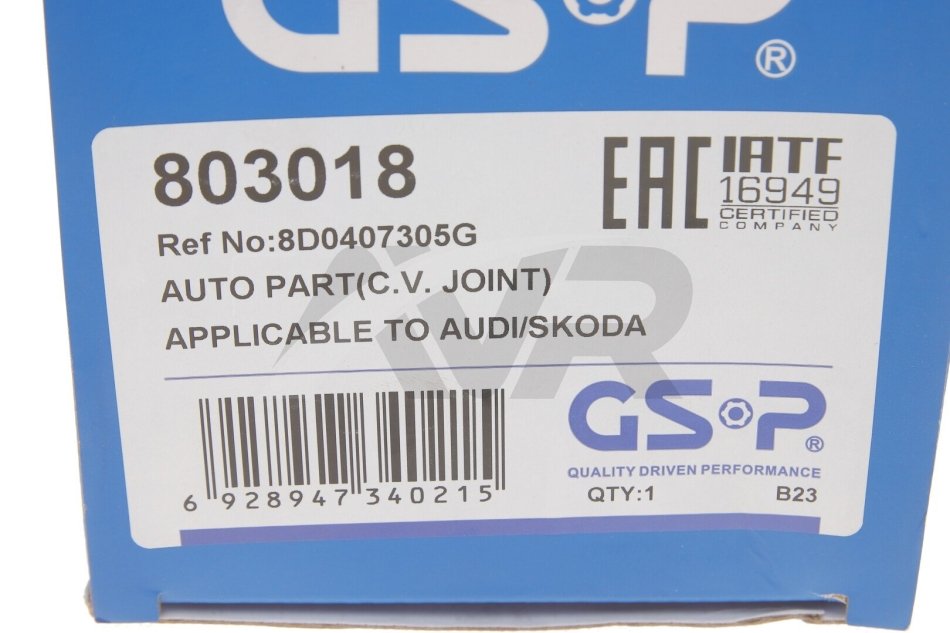 GSP®
803018
EAC
IATF
16949
CERTIFIED
COMPANY
Ref No:8D0407305G
AUTO PART(C.V. JOINT)
APPLICABLE TO AUDI/SKODA
IVR
GSP®
QUALITY DRIVEN PERFORMANCE
6 928947 340215
QTY:1 B23